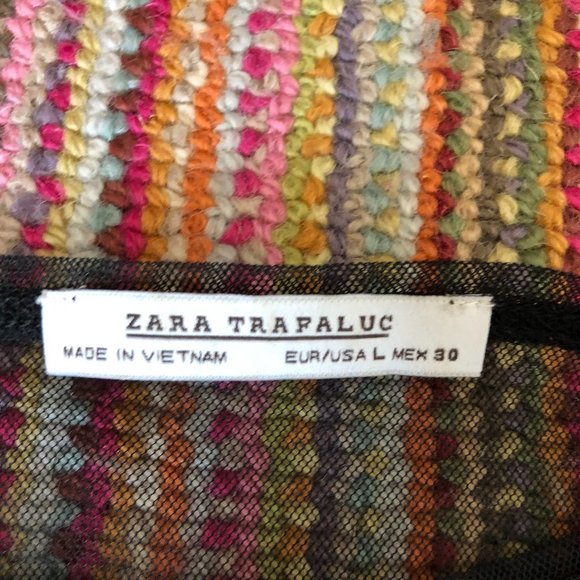 ZARA TRAFALUC
MADE IN VIETNAM EUR/USA L MEX 30